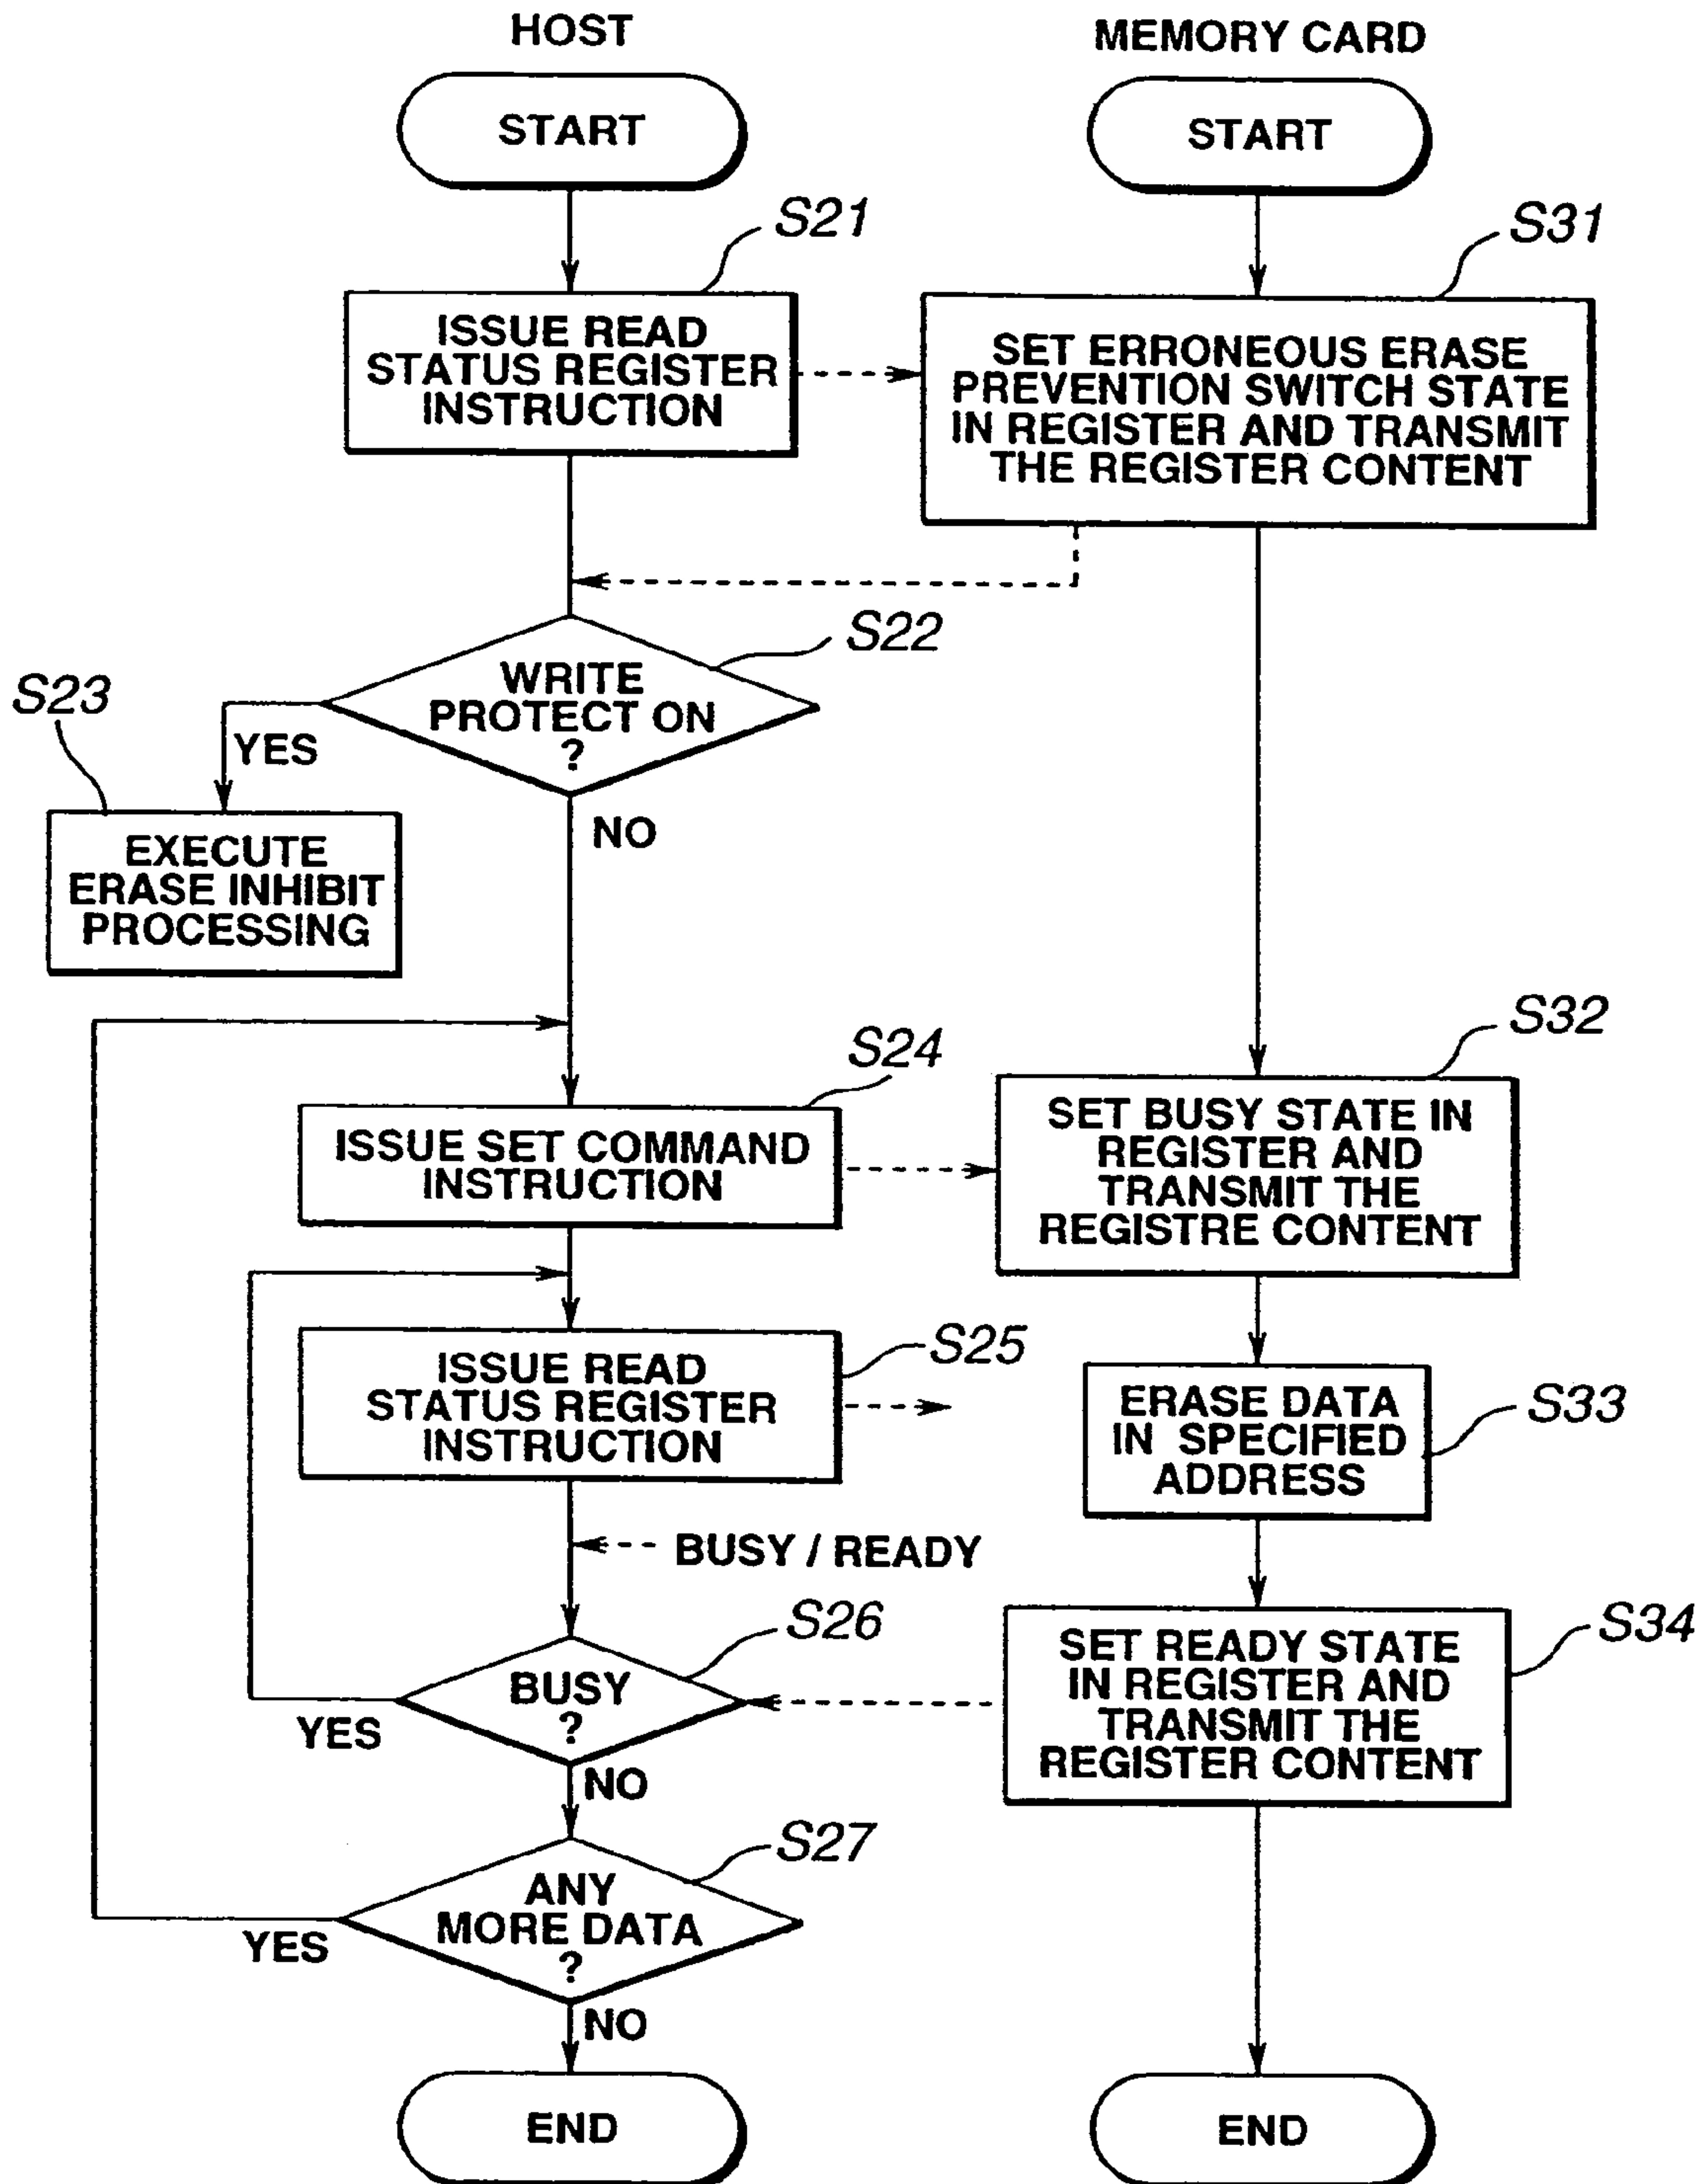 HOST
MEMORY CARD
START
START
S21
S31
ISSUE READ
STATUS REGISTER
INSTRUCTION
SET ERRONEOUS ERASE
PREVENTION SWITCH STATE
IN REGISTER AND TRANSMIT
THE REGISTER CONTENT
S22
WRITE
PROTECT ON
?
S23
YES
NO
EXECUTE
ERASE INHIBIT
PROCESSING
S24
S32
ISSUE SET COMMAND
INSTRUCTION
SET BUSY STATE IN
REGISTER AND
TRANSMIT THE
REGISTRE CONTENT
S25
ISSUE READ
STATUS REGISTER
INSTRUCTION
S33
ERASE DATA
IN SPECIFIED
ADDRESS
BUSY / READY
S26
S34
BUSY
?
YES
NO
SET READY STATE
IN REGISTER AND
TRANSMIT THE
REGISTER CONTENT
S27
ANY
MORE DATA
?
YES
NO
END
END